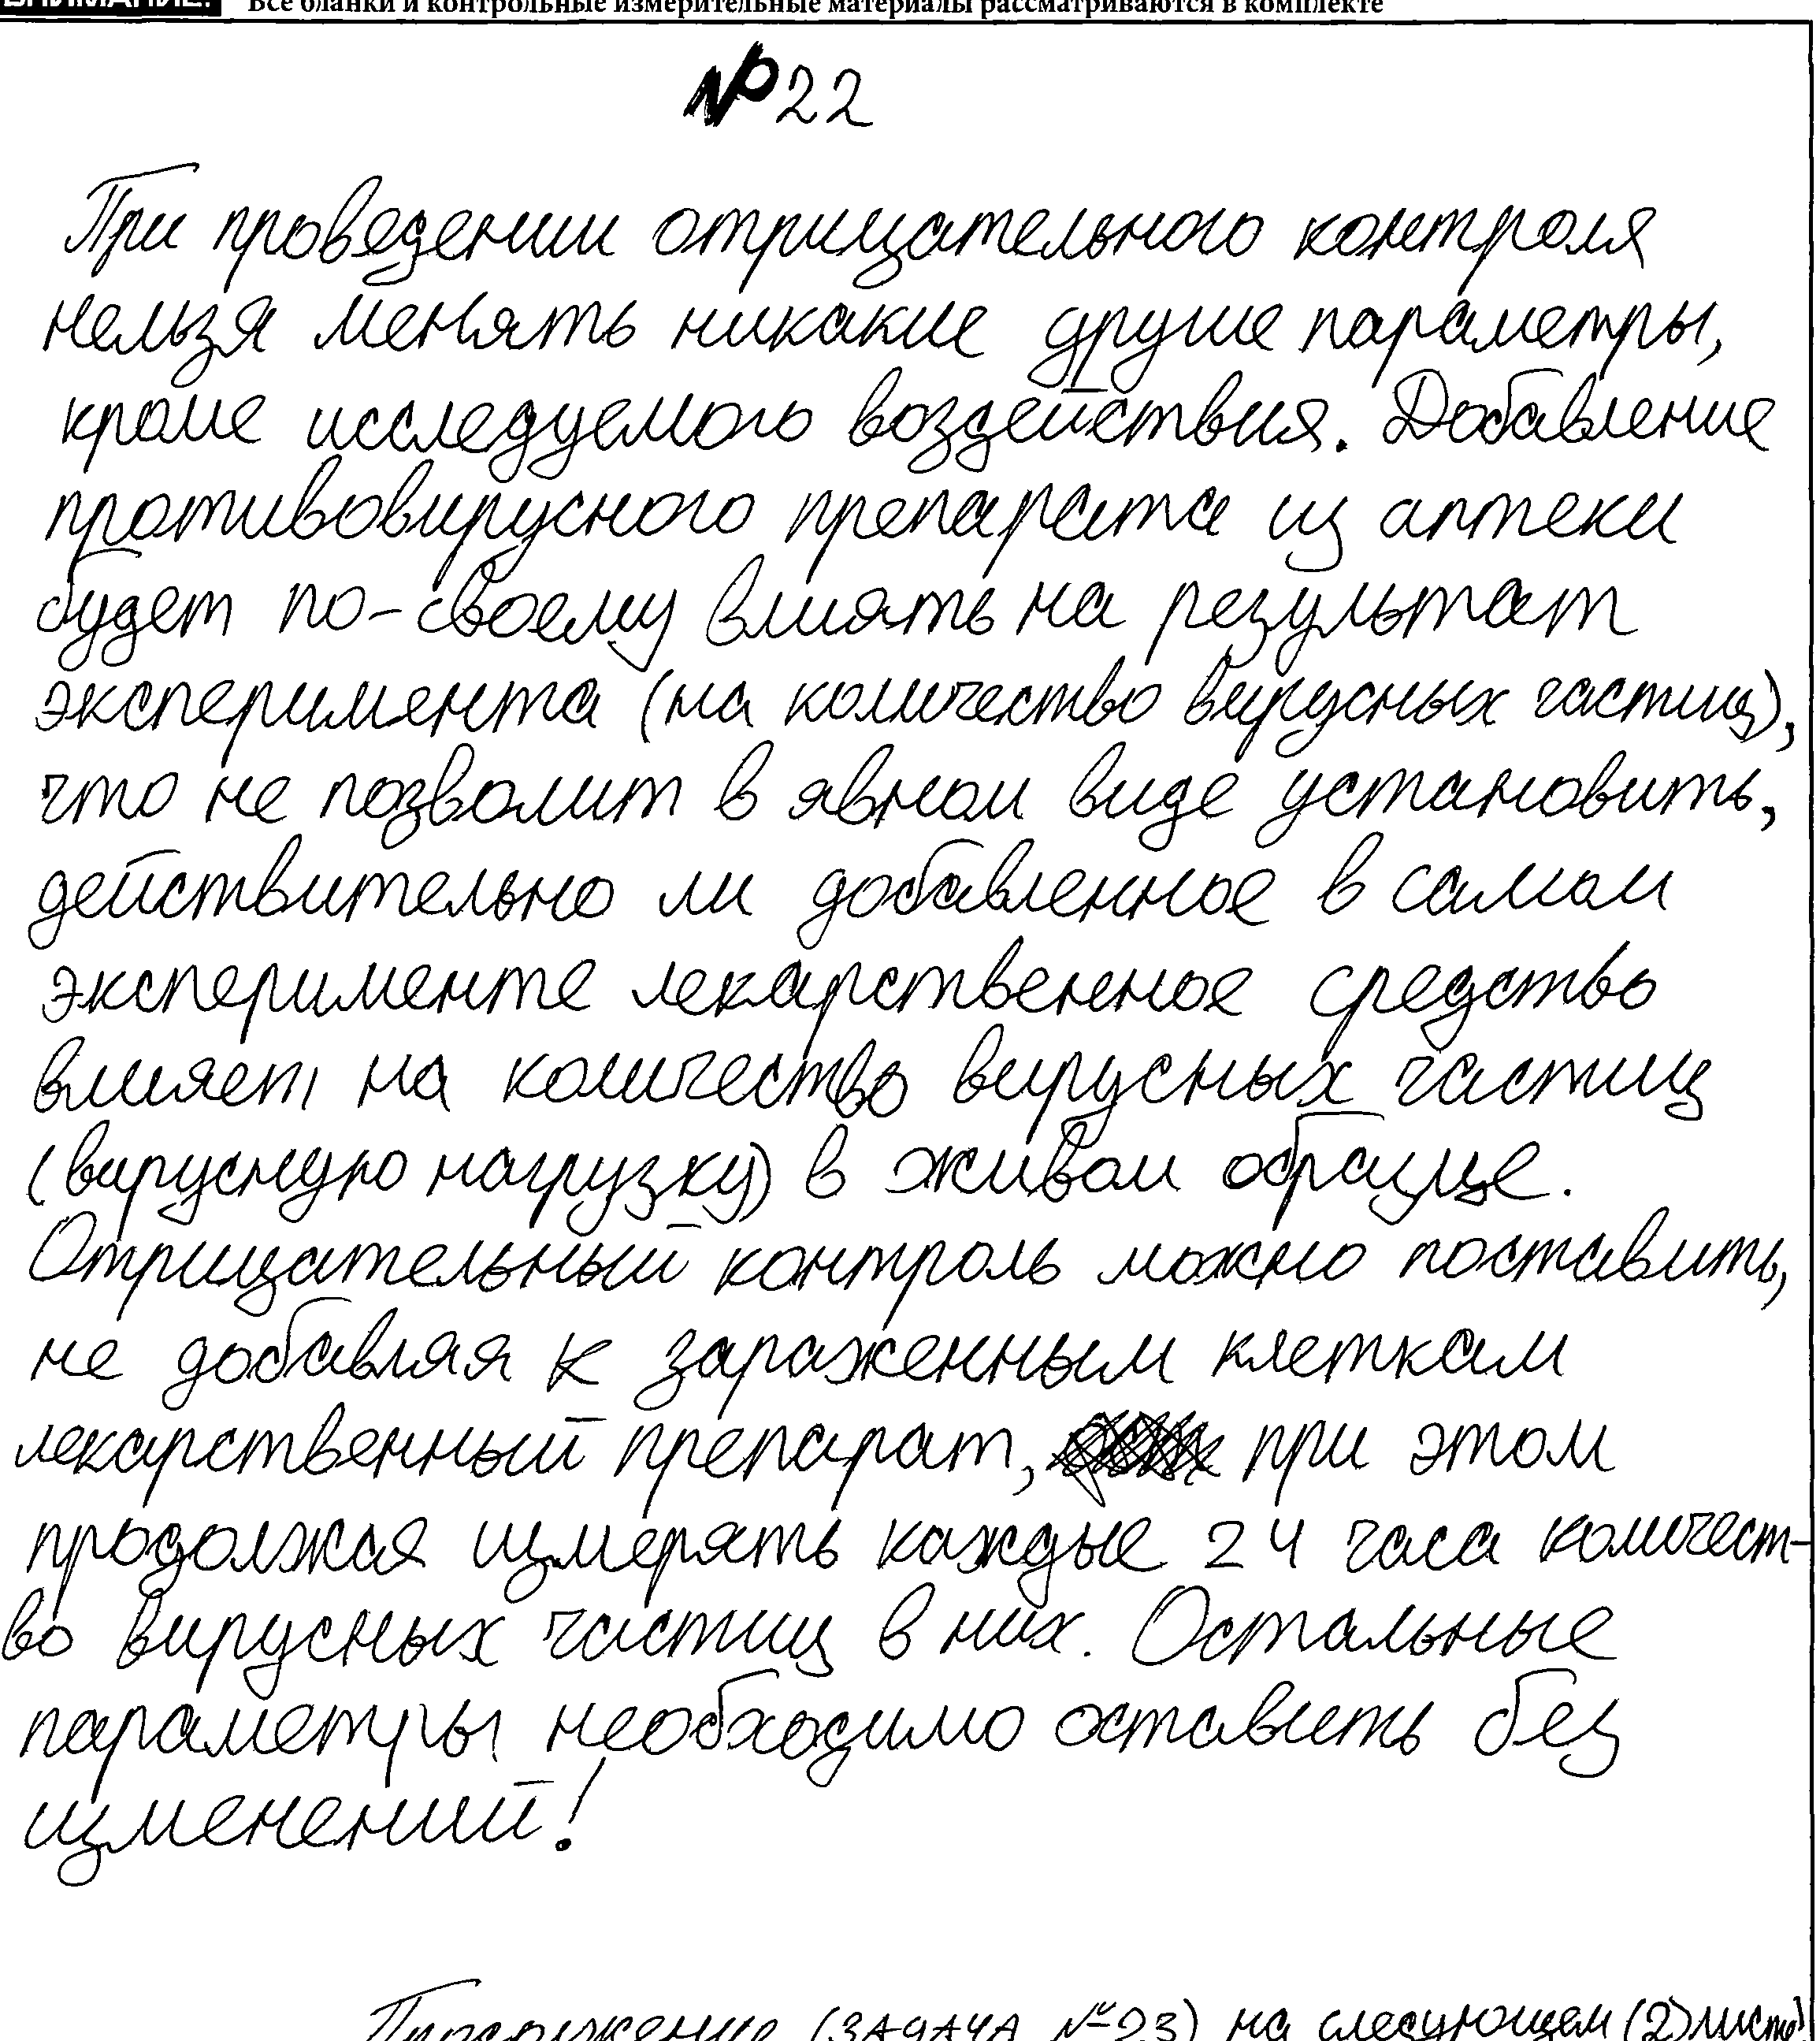 ВНИМАНИЕ! Все бланки и контрольные измерительные материалы рассматриваются в комплекте
№22
При проведении отрицательного контроля
нельзя менять никакие другие параметры,
кроме исследуемого воздействия. Добавление
противовирусного препарата из аптеки
будет по-своему влиять на результат
эксперимента (на количество вирусных частиц),
что не позволит в явном виде установить,
действительно ли добавленное в самом
эксперименте лекарственное средство
влияет на количество вирусных частиц
(вирусную нагрузку) в живом образце.
Отрицательный контроль можно поставить,
не добавляя к зараженным клеткам
лекарственный препарат, при этом
продолжая измерять каждые 24 часа количест-
во вирусных частиц в них. Остальные
параметры необходимо оставить без
изменений!
Продолжение (ЗАДАЧА №23) на следующем (2) листе)